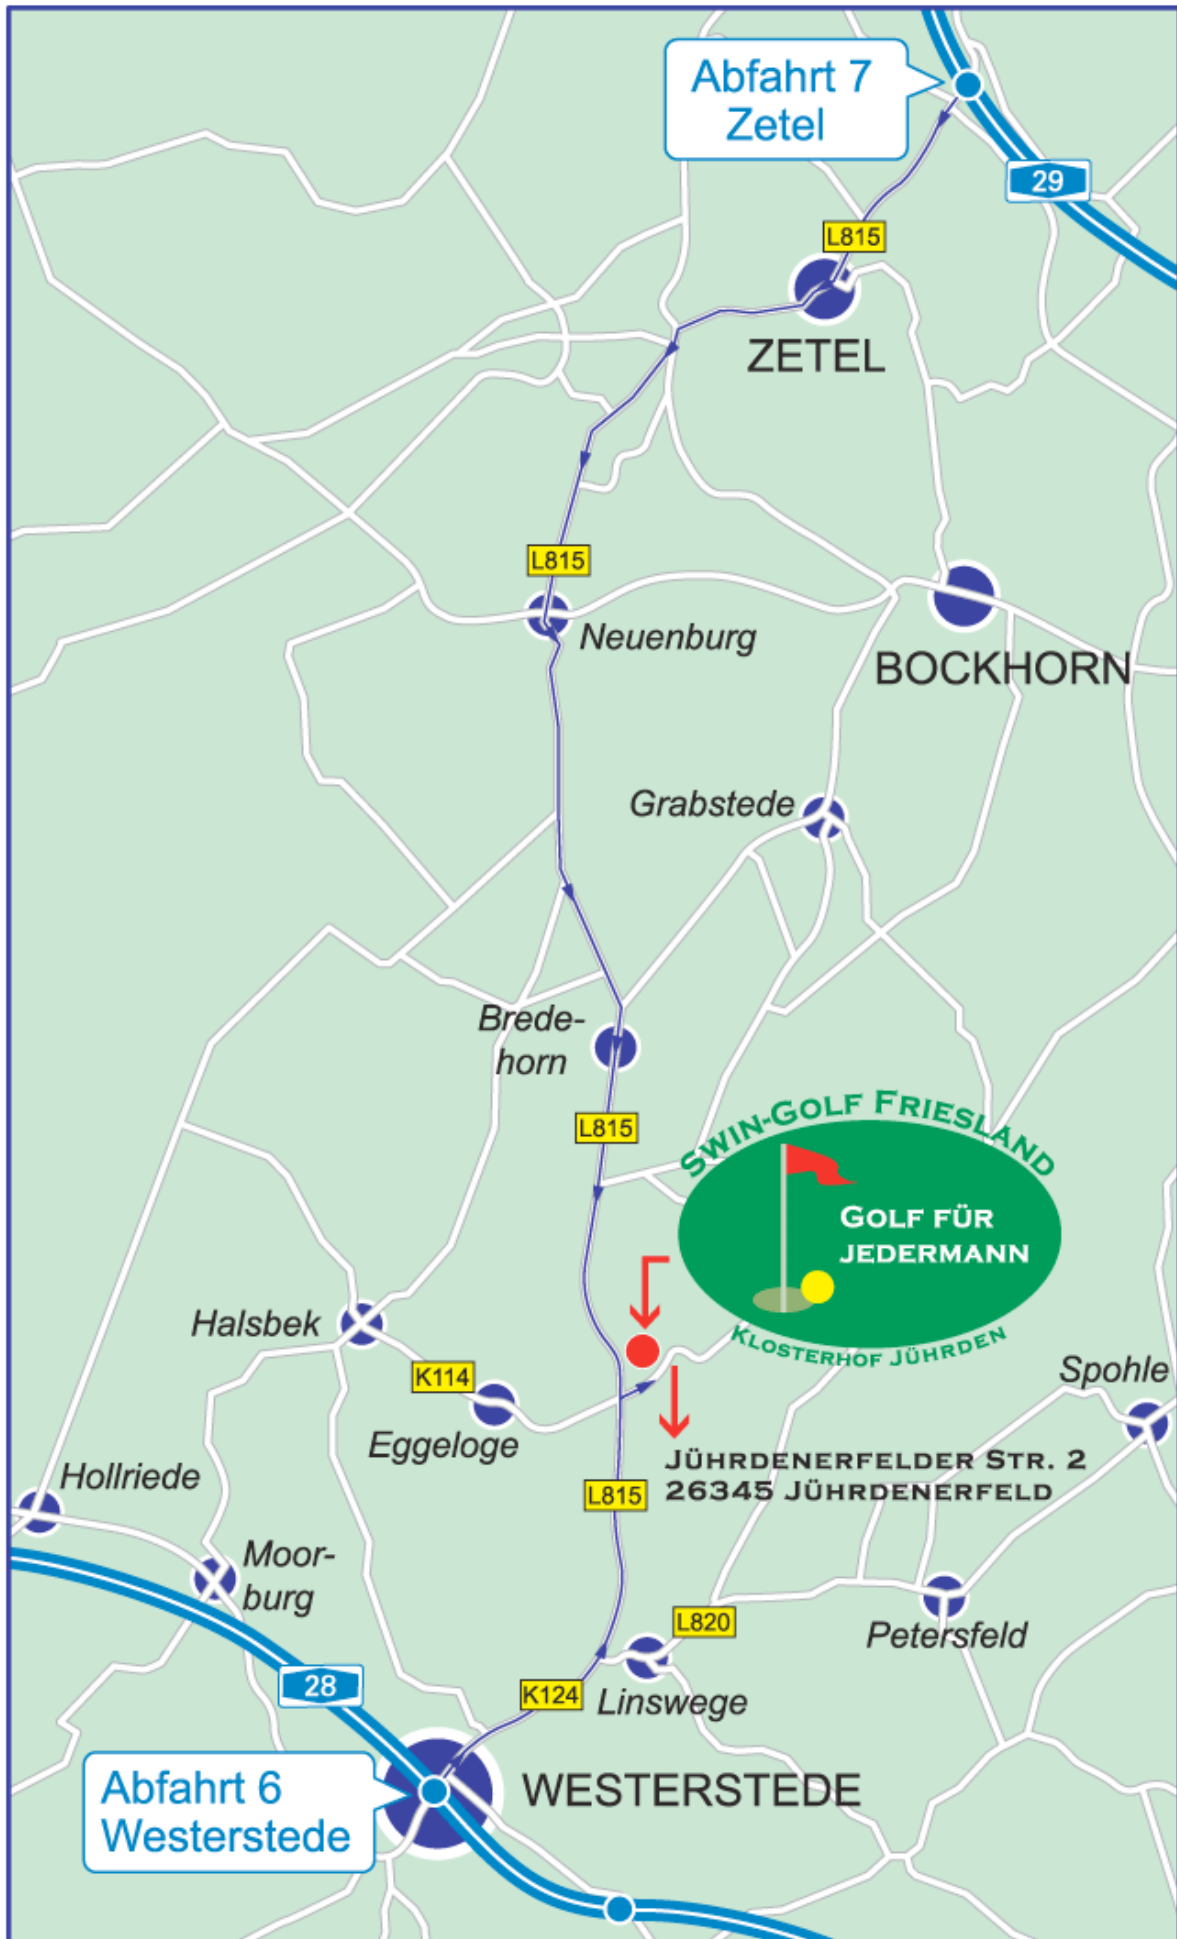 Abfahrt 7
Zetel
29
L815
ZETEL
L815
Neuenburg
BOCKHORN
Grabstede
Brede-
horn
L815
SWIN-GOLF FRIESLAND
GOLF FÜR
JEDERMANN
KLOSTERHOF JÜHRDEN
Halsbek
K114
Spohle
Eggeloge
JÜHRDENERFELDER STR. 2
26345 JÜHRDENERFELD
Hollriede
L815
Moor-
burg
L820
Petersfeld
28
K124
Linswege
Abfahrt 6
Westerstede
WESTERSTEDE